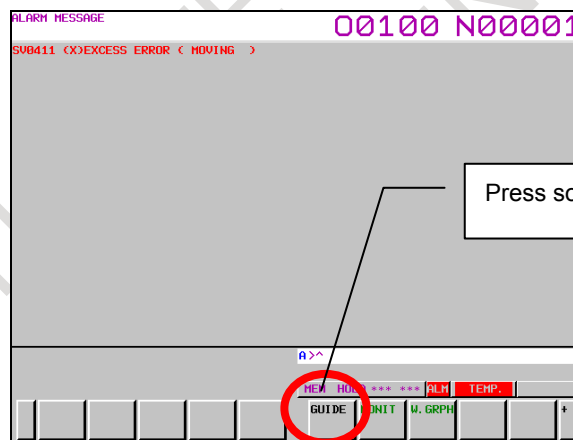 ALARM MESSAGE
O0100 N00001
SV0411 (X)EXCESS ERROR ( MOVING )
Press so
A>^
MEM HOLD *** *** ALM TEMP.
GUIDE MONIT W.GRPH +